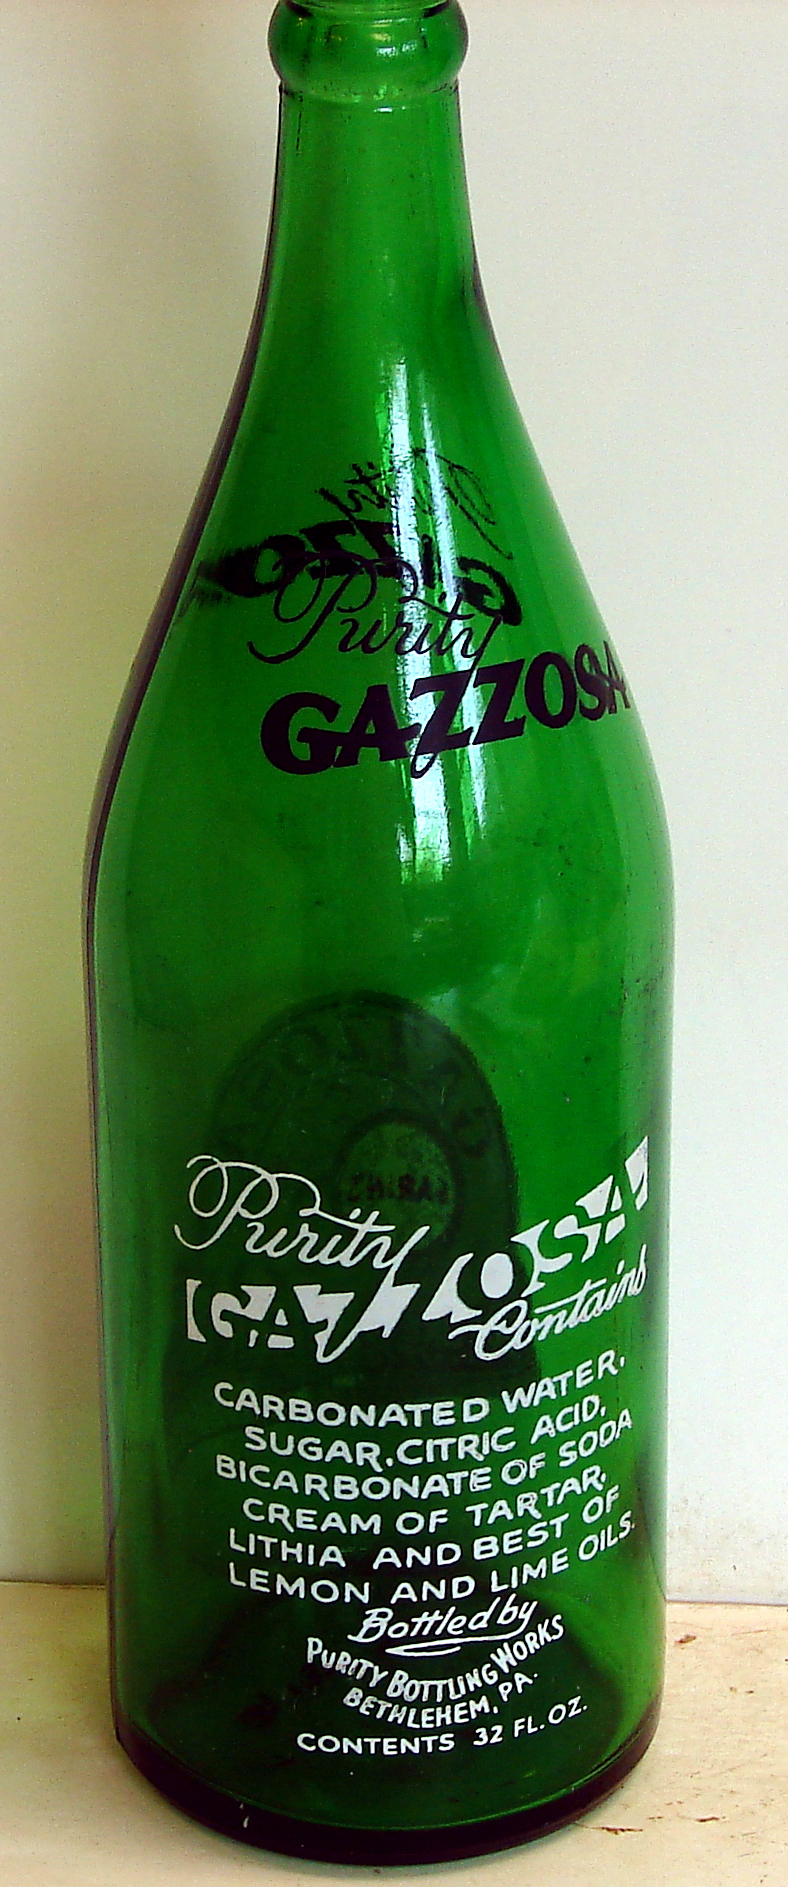 Purity
GAZZOSA
Purity
GAZZOSA
Contains
CARBONATED WATER,
SUGAR, CITRIC ACID,
BICARBONATE OF SODA
CREAM OF TARTAR,
LITHIA AND BEST OF
LEMON AND LIME OILS.
Bottled by
PURITY BOTTLING WORKS
BETHLEHEM, PA.
CONTENTS 32 FL. OZ.